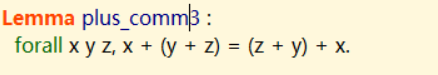 Lemma plus_comm3 :
forall x y z, x + (y + z) = (z + y) + x.